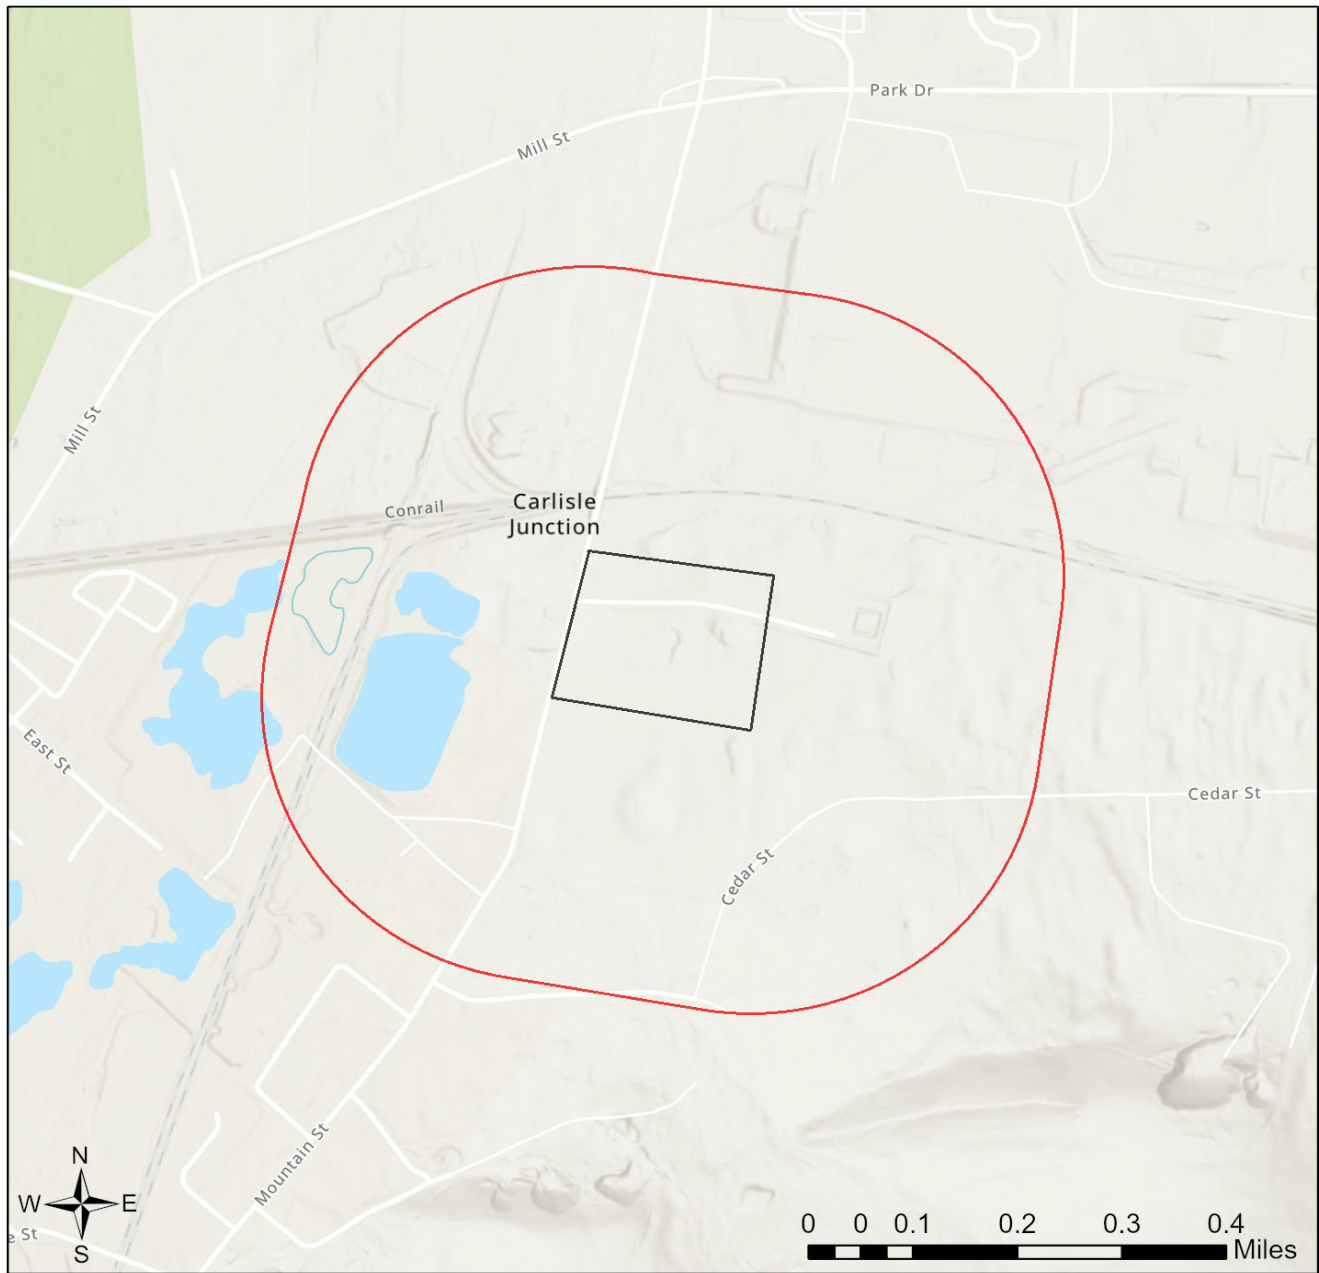 Park Dr
Mill St
Mill St
Conrail
Carlisle
Junction
East St
Cedar St
Cedar St
Mountain St
e St
N
W E
S
0 0 0.1 0.2 0.3 0.4
Miles